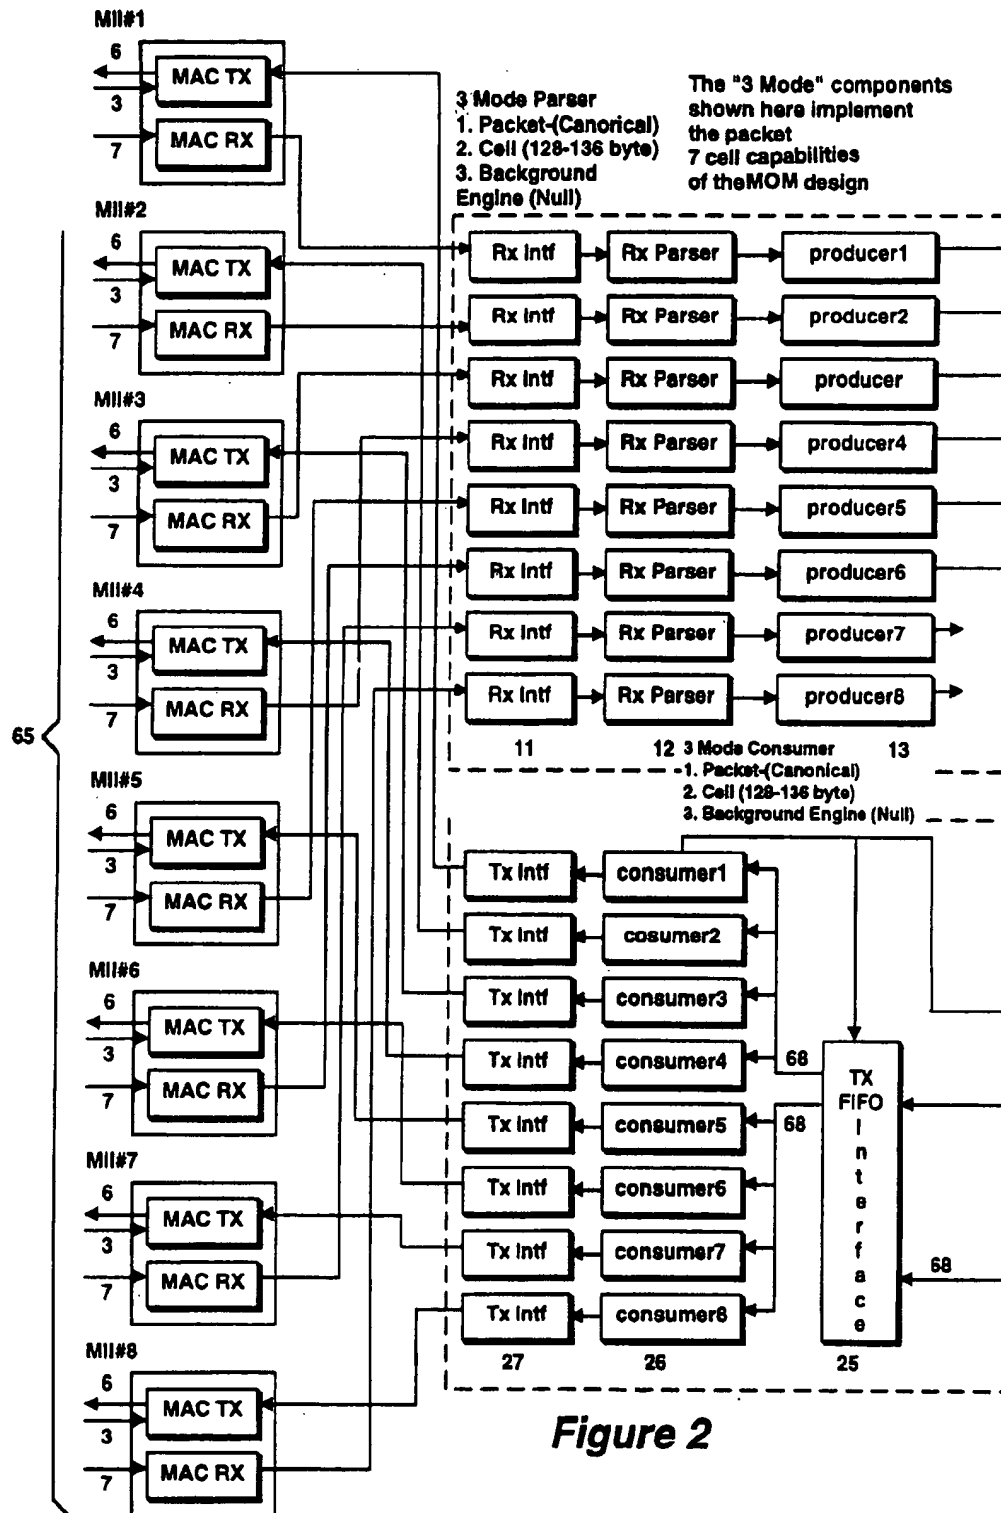 MII#1
6
MAC TX
3
MAC RX
7
MII#2
6
MAC TX
3
MAC RX
7
MII#3
6
MAC TX
3
MAC RX
7
MII#4
6
MAC TX
3
MAC RX
7
MII#5
6
MAC TX
3
MAC RX
7
MII#6
6
MAC TX
3
MAC RX
7
MII#7
6
MAC TX
3
MAC RX
7
MII#8
6
MAC TX
3
MAC RX
7
65
3 Mode Parser
1. Packet-(Canorical)
2. Cell (128-136 byte)
3. Background
Engine (Null)
The "3 Mode" components
shown here implement
the packet
7 cell capabilities
of theMOM design
Rx Intf Rx Parser producer1
Rx Intf Rx Parser producer2
Rx Intf Rx Parser producer
Rx Intf Rx Parser producer4
Rx Intf Rx Parser producer5
Rx Intf Rx Parser producer6
Rx Intf Rx Parser producer7
Rx Intf Rx Parser producer8
11 12 13
3 Mode Consumer
1. Packet-(Canonical)
2. Cell (128-136 byte)
3. Background Engine (Null)
Tx Intf consumer1
Tx Intf cosumer2
Tx Intf consumer3
Tx Intf consumer4
Tx Intf consumer5
Tx Intf consumer6
Tx Intf consumer7
Tx Intf consumer8
68
68
68
TX
FIFO
I
n
t
e
r
f
a
c
e
27 26 25
Figure 2